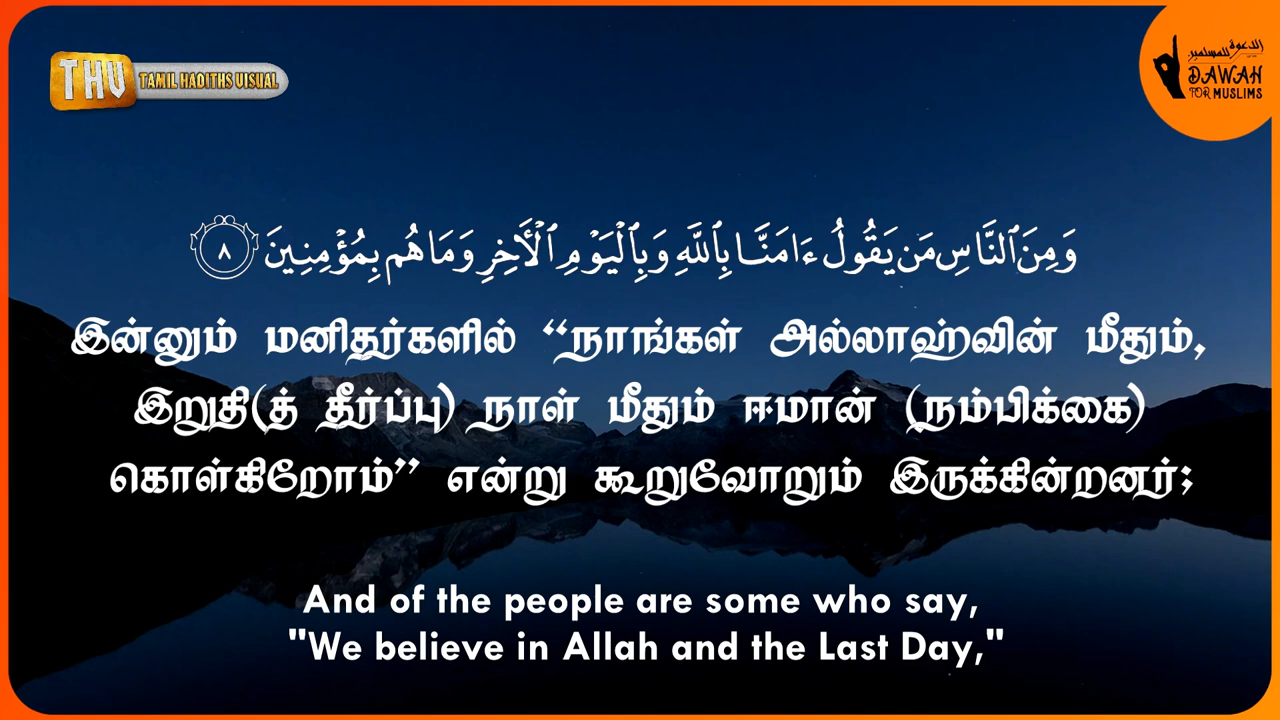 THV
TAMIL HADITHS VISUAL
الدعوة للمسلمين
DAWAH
FOR MUSLIMS
وَمِنَ ٱلنَّاسِ مَن يَقُولُ ءَامَنَّا بِٱللَّهِ وَبِٱلْيَوْمِ ٱلْأَخِرِ وَمَا هُم بِمُؤْمِنِينَ ٨
இன்னும் மனிதர்களில் “நாங்கள் அல்லாஹ்வின் மீதும்,
இறுதி(த் தீர்ப்பு) நாள் மீதும் ஈமான் (நம்பிக்கை)
கொள்கிறோம்” என்று கூறுவோறும் இருக்கின்றனர்;
And of the people are some who say,
"We believe in Allah and the Last Day,"